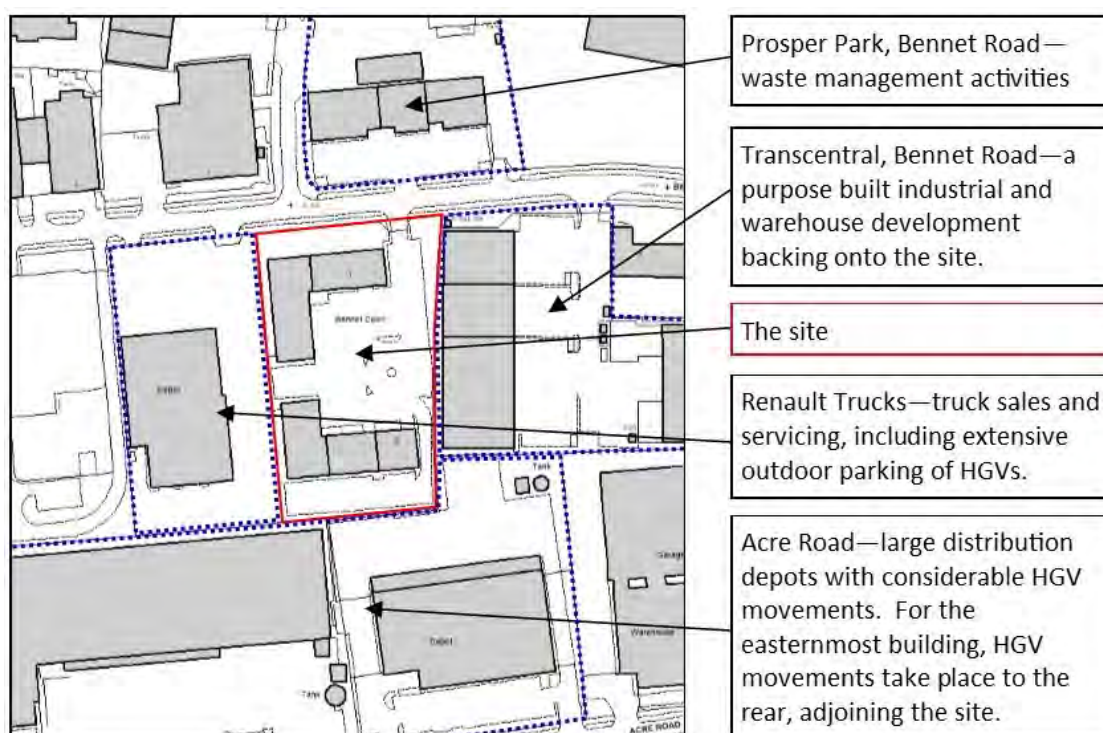 Prosper Park, Bennet Road—
waste management activities
Transcentral, Bennet Road—a
purpose built industrial and
warehouse development
backing onto the site.
The site
Renault Trucks—truck sales and
servicing, including extensive
outdoor parking of HGVs.
Acre Road—large distribution
depots with considerable HGV
movements. For the
easternmost building, HGV
movements take place to the
rear, adjoining the site.
Bennet Court
Tank
Warehouse
Depot
Tank
ACRE ROAD